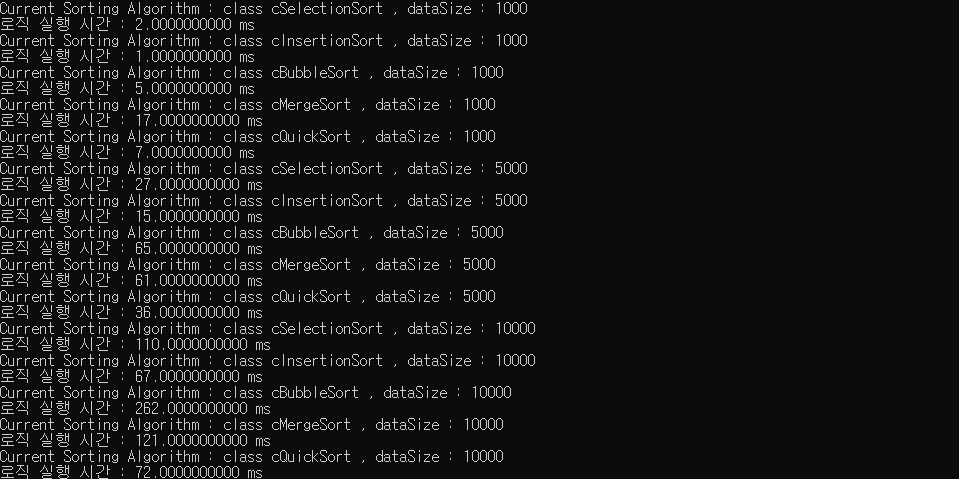 Current Sorting Algorithm : class cSelectionSort , dataSize : 1000
로직 실행 시간 : 2.0000000000 ms
Current Sorting Algorithm : class cInsertionSort , dataSize : 1000
로직 실행 시간 : 1.0000000000 ms
Current Sorting Algorithm : class cBubbleSort , dataSize : 1000
로직 실행 시간 : 5.0000000000 ms
Current Sorting Algorithm : class cMergeSort , dataSize : 1000
로직 실행 시간 : 17.0000000000 ms
Current Sorting Algorithm : class cQuickSort , dataSize : 1000
로직 실행 시간 : 7.0000000000 ms
Current Sorting Algorithm : class cSelectionSort , dataSize : 5000
로직 실행 시간 : 27.0000000000 ms
Current Sorting Algorithm : class cInsertionSort , dataSize : 5000
로직 실행 시간 : 15.0000000000 ms
Current Sorting Algorithm : class cBubbleSort , dataSize : 5000
로직 실행 시간 : 65.0000000000 ms
Current Sorting Algorithm : class cMergeSort , dataSize : 5000
로직 실행 시간 : 61.0000000000 ms
Current Sorting Algorithm : class cQuickSort , dataSize : 5000
로직 실행 시간 : 36.0000000000 ms
Current Sorting Algorithm : class cSelectionSort , dataSize : 10000
로직 실행 시간 : 110.0000000000 ms
Current Sorting Algorithm : class cInsertionSort , dataSize : 10000
로직 실행 시간 : 67.0000000000 ms
Current Sorting Algorithm : class cBubbleSort , dataSize : 10000
로직 실행 시간 : 262.0000000000 ms
Current Sorting Algorithm : class cMergeSort , dataSize : 10000
로직 실행 시간 : 121.0000000000 ms
Current Sorting Algorithm : class cQuickSort , dataSize : 10000
로직 실행 시간 : 72.0000000000 ms